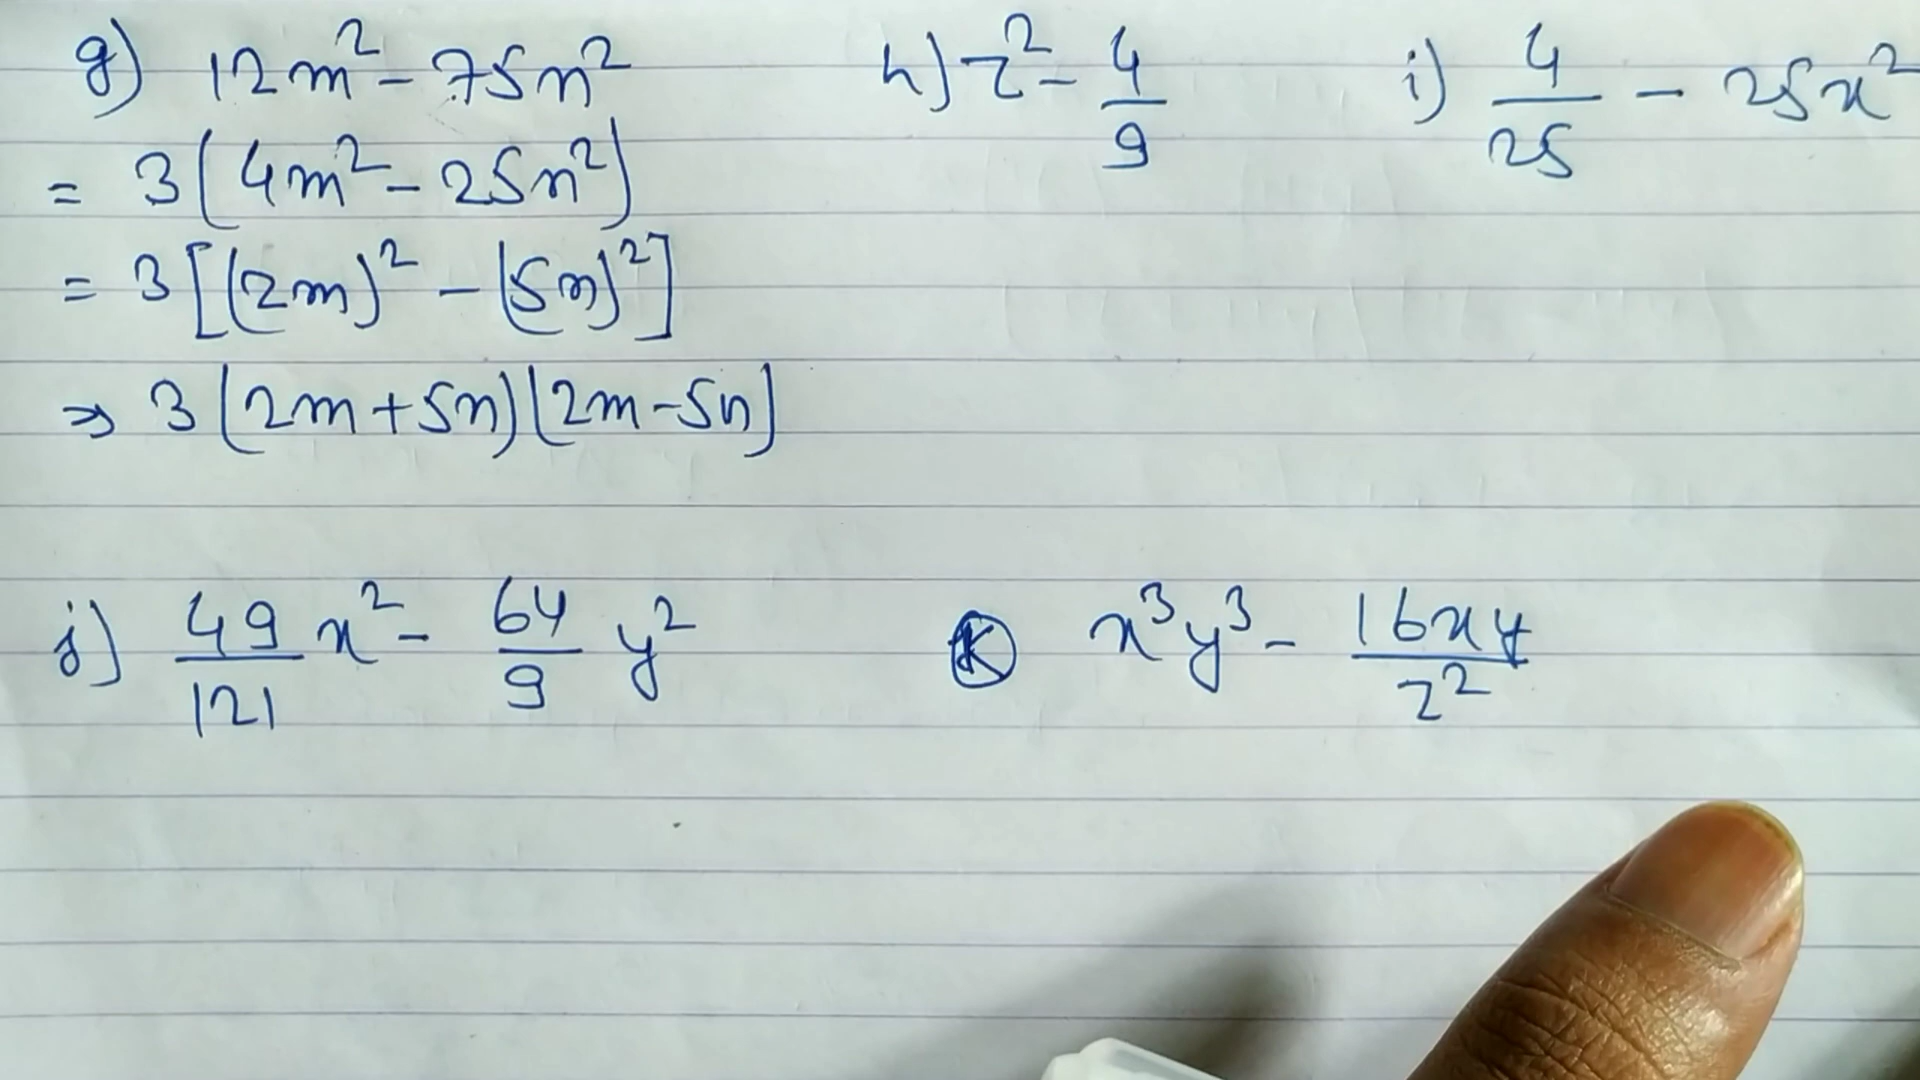 g) 12m² - 75n²
= 3(4m² - 25n²)
= 3[(2m)² - (5n)²]
⇒ 3(2m+5n)(2m-5n)
h) z² - 4/9
i) 4/25 - 25x²
j) 49/121 x² - 64/9 y²
K x³y³ - 16xy/z²